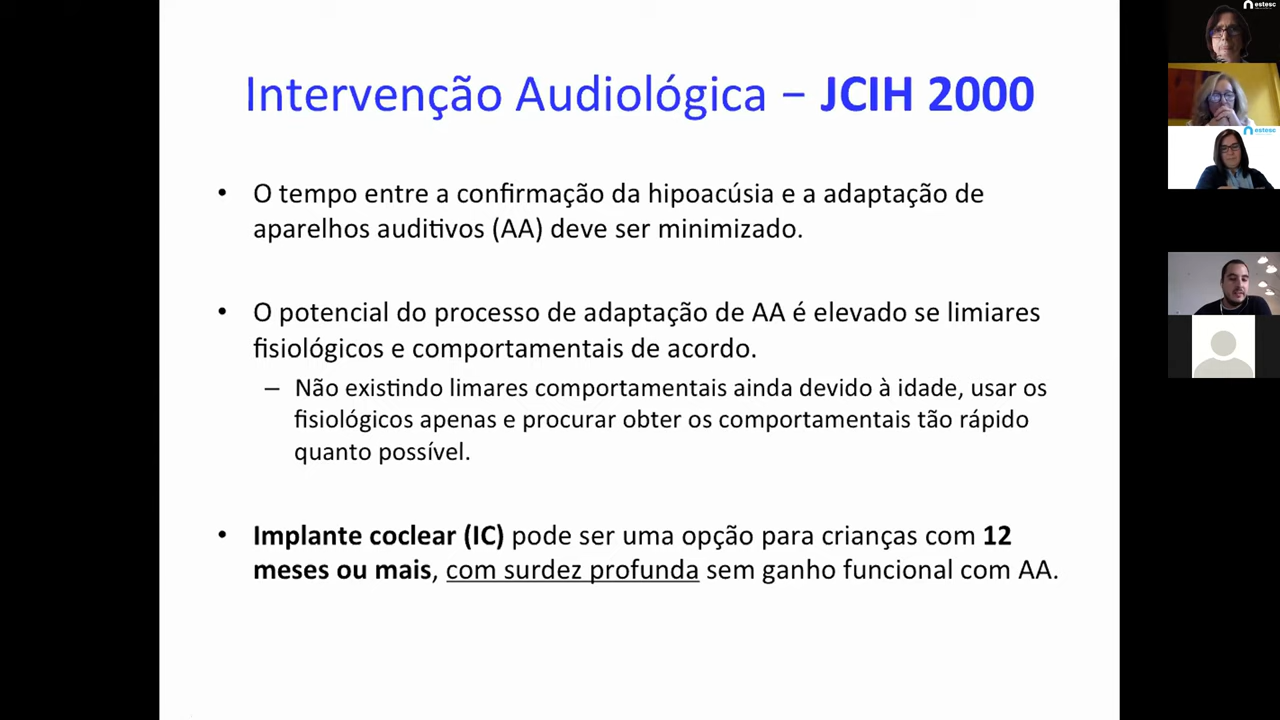 Intervenção Audiológica – JCIH 2000
• O tempo entre a confirmação da hipoacúsia e a adaptação de
aparelhos auditivos (AA) deve ser minimizado.
• O potencial do processo de adaptação de AA é elevado se limiares
fisiológicos e comportamentais de acordo.
– Não existindo limares comportamentais ainda devido à idade, usar os
fisiológicos apenas e procurar obter os comportamentais tão rápido
quanto possível.
• Implante coclear (IC) pode ser uma opção para crianças com 12
meses ou mais, com surdez profunda sem ganho funcional com AA.
estesc
estesc